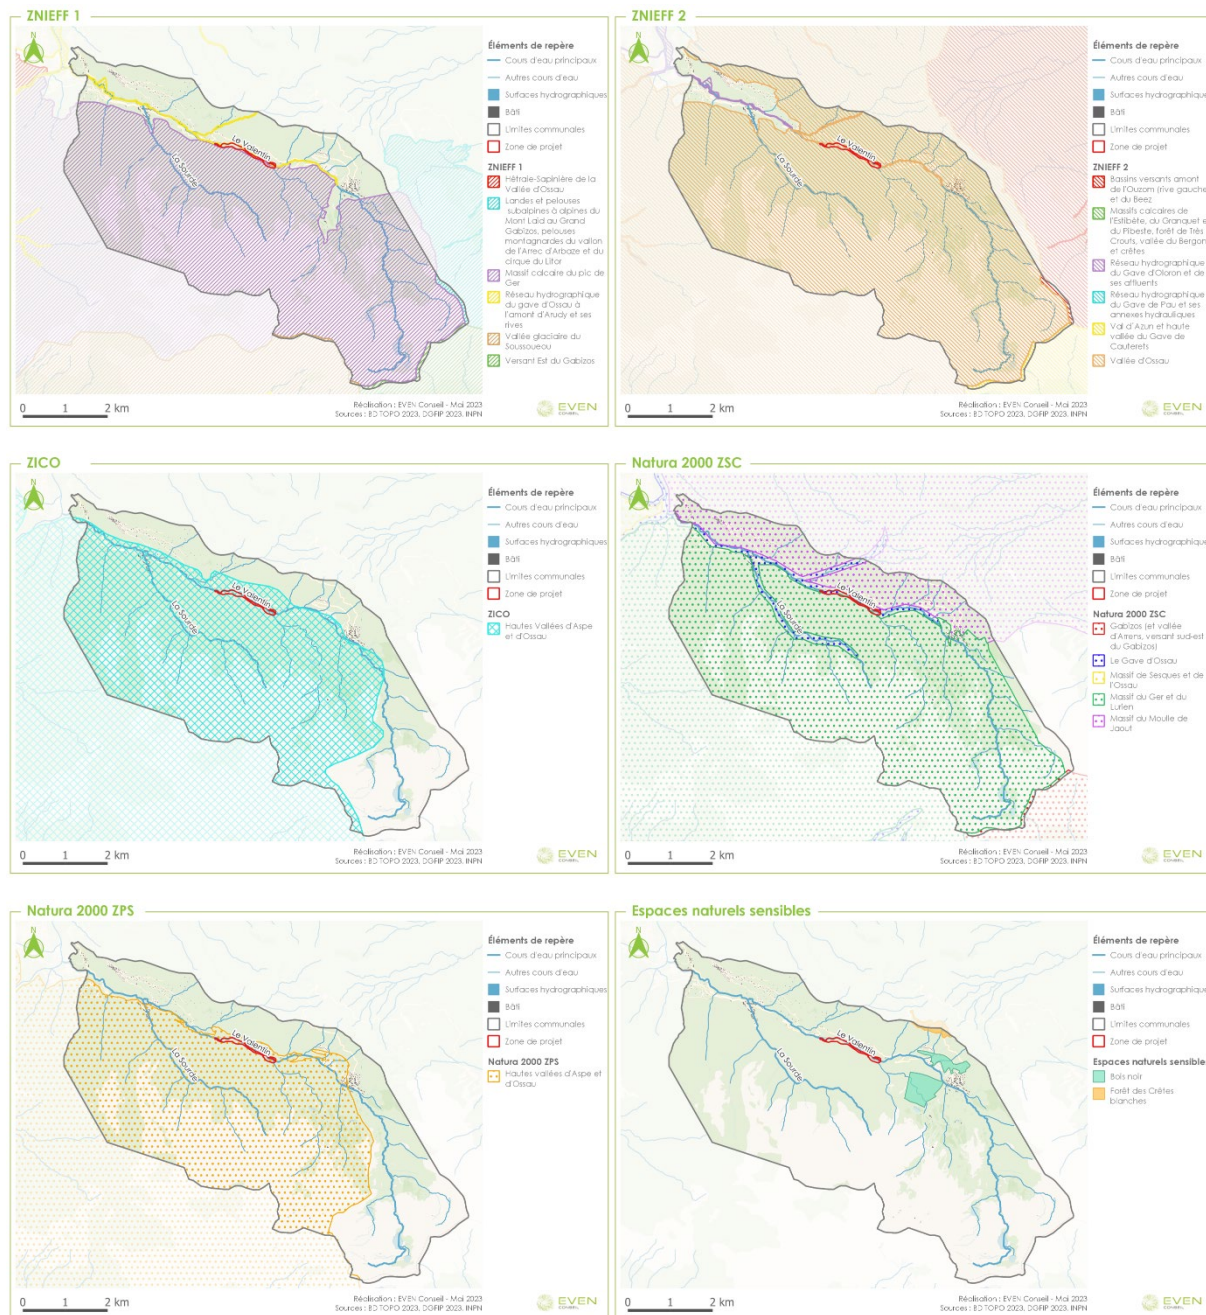 ZNIEFF 1
N
La Sourde
Le Valentin
Éléments de repère
Cours d'eau principaux
Autres cours d'eau
Surfaces hydrographiques
Bâti
Limites communales
Zone de projet
ZNIEFF 1
Hêtraie-Sapinière de la
Vallée d'Ossau
Landes et pelouses
subalpines à alpines du
Mont Laid au Grand
Gabizos, pelouses
montagnardes du vallon
de l'Arrec d'Arbaze et du
cirque du Litor
Massif calcaire du pic de
Ger
Réseau hydrographique
du gave d'Ossau à
l'amont d'Arudy et ses
rives
Vallée glaciaire du
Soussoueou
Versant Est du Gabizos
0 1 2 km
Réalisation : EVEN Conseil - Mai 2023
Sources : BD TOPO 2023, DGFIP 2023, INPN
EVEN
CONSEIL
ZNIEFF 2
N
La Sourde
Le Valentin
Éléments de repère
Cours d'eau principaux
Autres cours d'eau
Surfaces hydrographique
Bâti
Limites communales
Zone de projet
ZNIEFF 2
Bassins versants amont
de l'Ouzom (rive gauche
et du Beez
Massifs calcaires de
l'Estibète, du Granquet e
du Pibeste, forêt de Très
Crouts, vallée du Bergon
et crêtes
Réseau hydrographique
du Gave d'Oloron et de
ses affluents
Réseau hydrographique
du Gave de Pau et ses
annexes hydrauliques
Val d'Azun et haute
vallée du Gave de
Cauterets
Vallée d'Ossau
0 1 2 km
Réalisation : EVEN Conseil - Mai 2023
Sources : BD TOPO 2023, DGFIP 2023, INPN
EVEN
CONSEIL
ZICO
N
La Sourde
Le Valentin
Éléments de repère
Cours d'eau principaux
Autres cours d'eau
Surfaces hydrographiques
Bâti
Limites communales
Zone de projet
ZICO
Hautes Vallées d'Aspe
et d'Ossau
0 1 2 km
Réalisation : EVEN Conseil - Mai 2023
Sources : BD TOPO 2023, DGFIP 2023, INPN
EVEN
CONSEIL
Natura 2000 ZSC
N
La Sourde
Le Valentin
Éléments de repère
Cours d'eau principaux
Autres cours d'eau
Surfaces hydrographique
Bâti
Limites communales
Zone de projet
Natura 2000 ZSC
Gabizos (et vallée
d'Arrens, versant sud-est
du Gabizos)
Le Gave d'Ossau
Massif de Sesques et de
l'Ossau
Massif du Ger et du
Lurien
Massif du Moulle de
Jaout
0 1 2 km
Réalisation : EVEN Conseil - Mai 2023
Sources : BD TOPO 2023, DGFIP 2023, INPN
EVEN
CONSEIL
Natura 2000 ZPS
N
La Sourde
Le Valentin
Éléments de repère
Cours d'eau principaux
Autres cours d'eau
Surfaces hydrographiques
Bâti
Limites communales
Zone de projet
Natura 2000 ZPS
Hautes vallées d'Aspe et
d'Ossau
0 1 2 km
Réalisation : EVEN Conseil - Mai 2023
Sources : BD TOPO 2023, DGFIP 2023, INPN
EVEN
CONSEIL
Espaces naturels sensibles
N
La Sourde
Le Valentin
Éléments de repère
Cours d'eau principaux
Autres cours d'eau
Surfaces hydrographique
Bâti
Limites communales
Zone de projet
Espaces naturels sensible
Bois noir
Forêt des Crêtes
blanches
0 1 2 km
Réalisation : EVEN Conseil - Mai 2023
Sources : BD TOPO 2023, DGFIP 2023, INPN
EVEN
CONSEIL